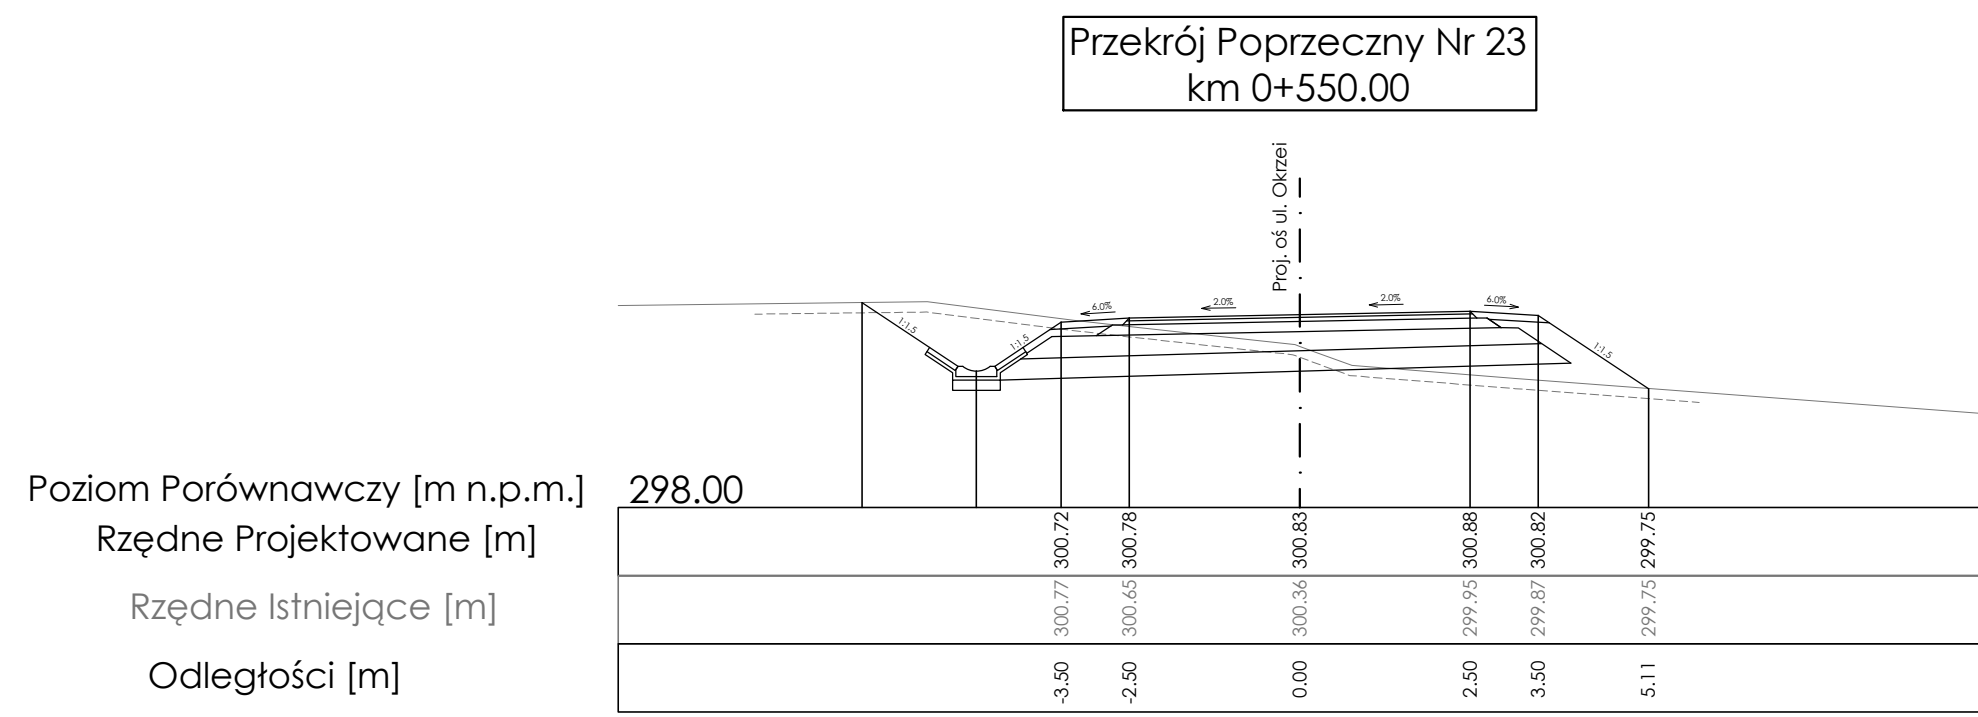 Przekrój Poprzeczny Nr 23
km 0+550.00
Proj. oś ul. Okrzei
6.0%
2.0%
2.0%
6.0%
1:1.5
1:1.5
1:1.5
Poziom Porównawczy [m n.p.m.] 298.00
Rzędne Projektowane [m] 300.72 300.78 300.83 300.88 300.82 299.75
Rzędne Istniejące [m] 300.77 300.65 300.36 299.95 299.87 299.75
Odległości [m] -3.50 -2.50 0.00 2.50 3.50 5.11